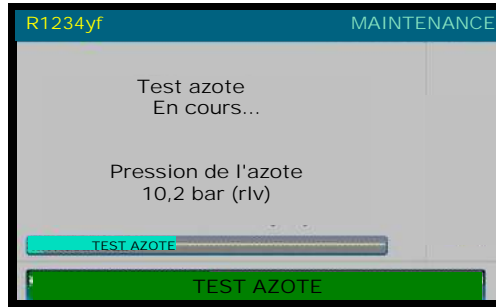 R1234yf MAINTENANCE
Test azote
En cours...
Pression de l'azote
10,2 bar (rlv)
TEST AZOTE
TEST AZOTE